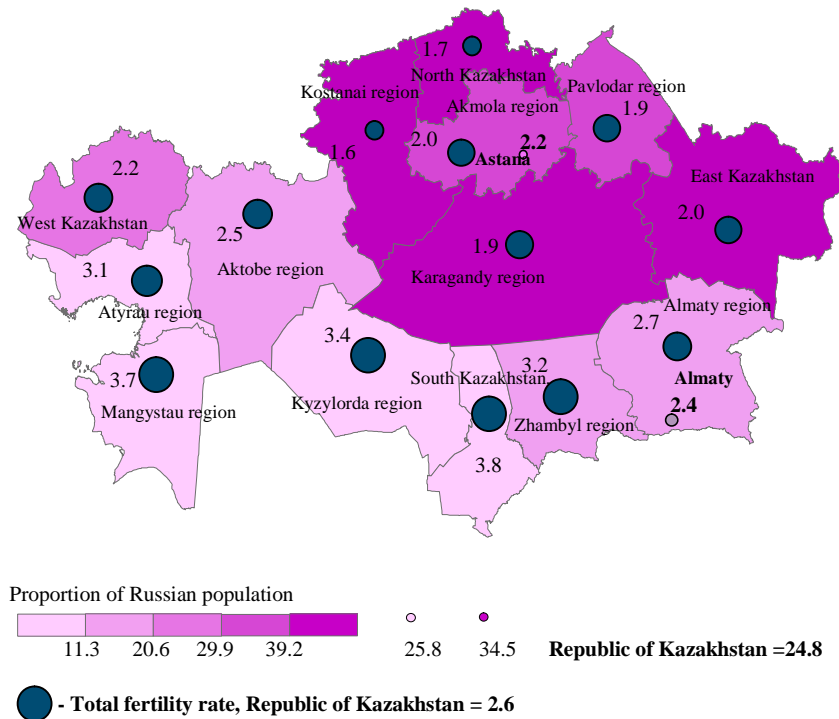 1.7
North Kazakhstan
Kostanai region
Pavlodar region
Akmola region
1.9
1.6
2.0
2.2
Astana
2.2
East Kazakhstan
West Kazakhstan
2.0
2.5
1.9
3.1
Aktobe region
Karagandy region
Atyrau region
Almaty region
3.4
2.7
3.7
South Kazakhstan
3.2
Almaty
Mangystau region
Kyzylorda region
2.4
Zhambyl region
3.8
Proportion of Russian population
11.3 20.6 29.9 39.2 25.8 34.5 Republic of Kazakhstan =24.8
- Total fertility rate, Republic of Kazakhstan = 2.6